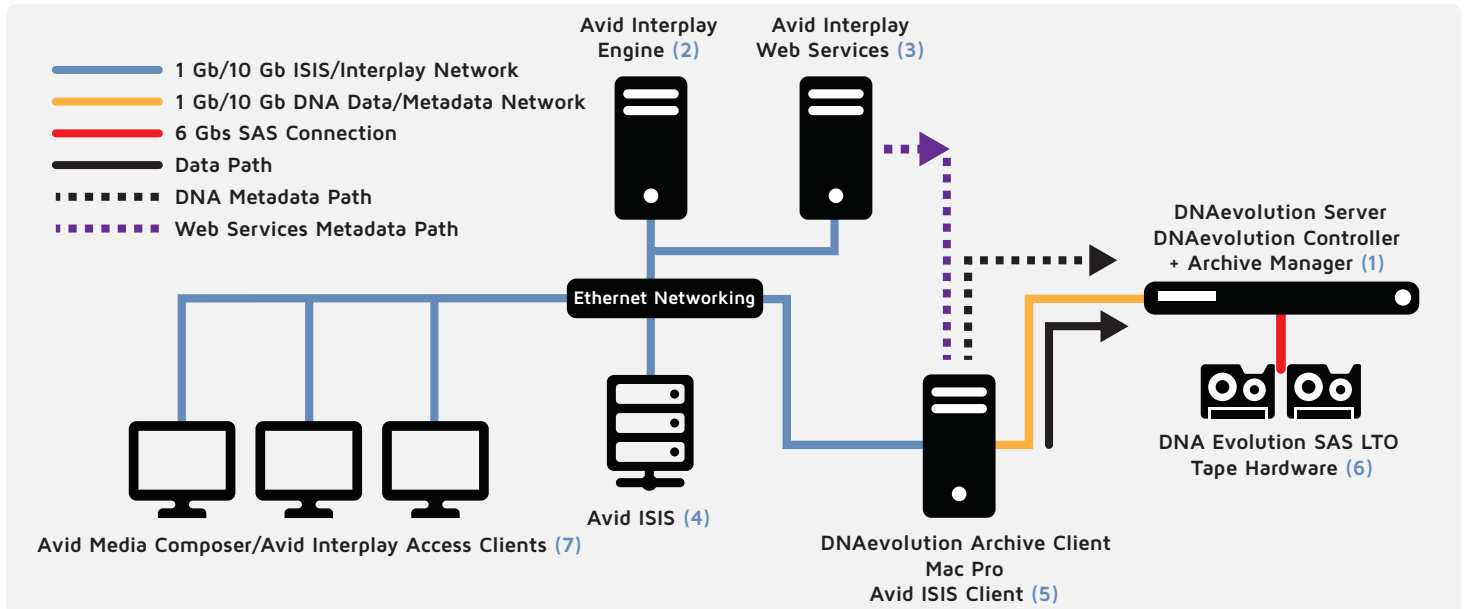 Avid Interplay
Engine (2)
Avid Interplay
Web Services (3)
1 Gb/10 Gb ISIS/Interplay Network
1 Gb/10 Gb DNA Data/Metadata Network
6 Gbs SAS Connection
Data Path
DNA Metadata Path
Web Services Metadata Path
DNAevolution Server
DNAevolution Controller
+ Archive Manager (1)
Ethernet Networking
DNA Evolution SAS LTO
Tape Hardware (6)
Avid ISIS (4)
Avid Media Composer/Avid Interplay Access Clients (7)
DNAevolution Archive Client
Mac Pro
Avid ISIS Client (5)